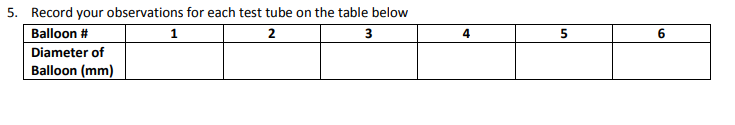 5. Record your observations for each test tube on the table below
Balloon # 1 2 3 4 5 6
Diameter of
Balloon (mm)